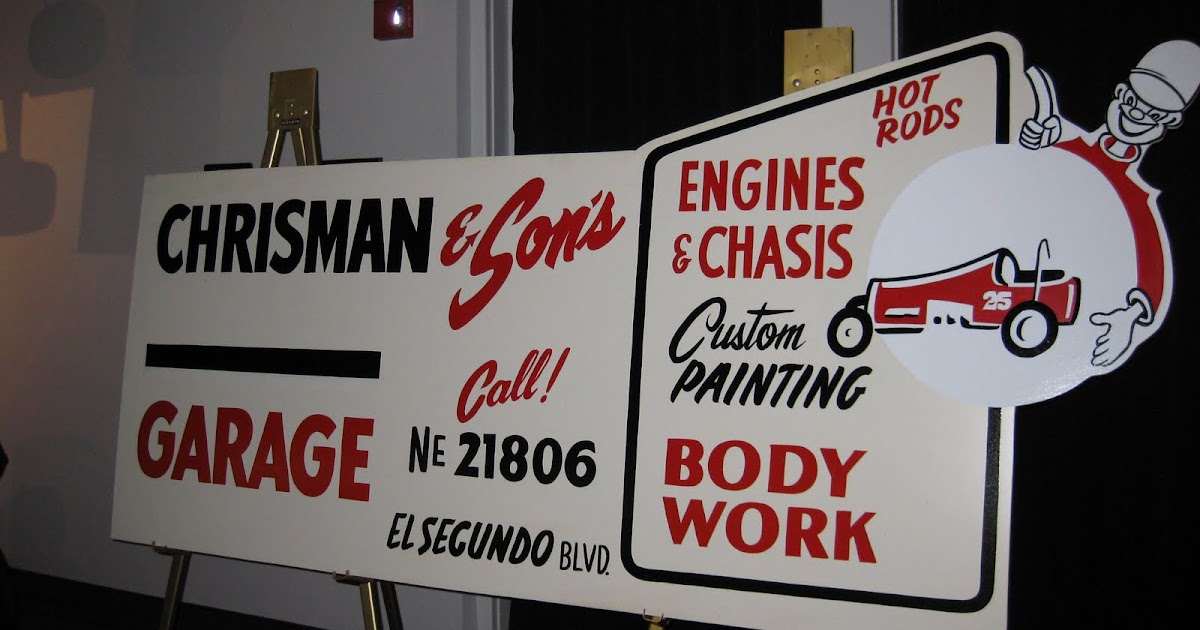 CHRISMAN & Son's
GARAGE
Call!
NE 21806
EL SEGUNDO BLVD.
HOT
RODS
ENGINES
& CHASIS
Custom
PAINTING
BODY
WORK
25